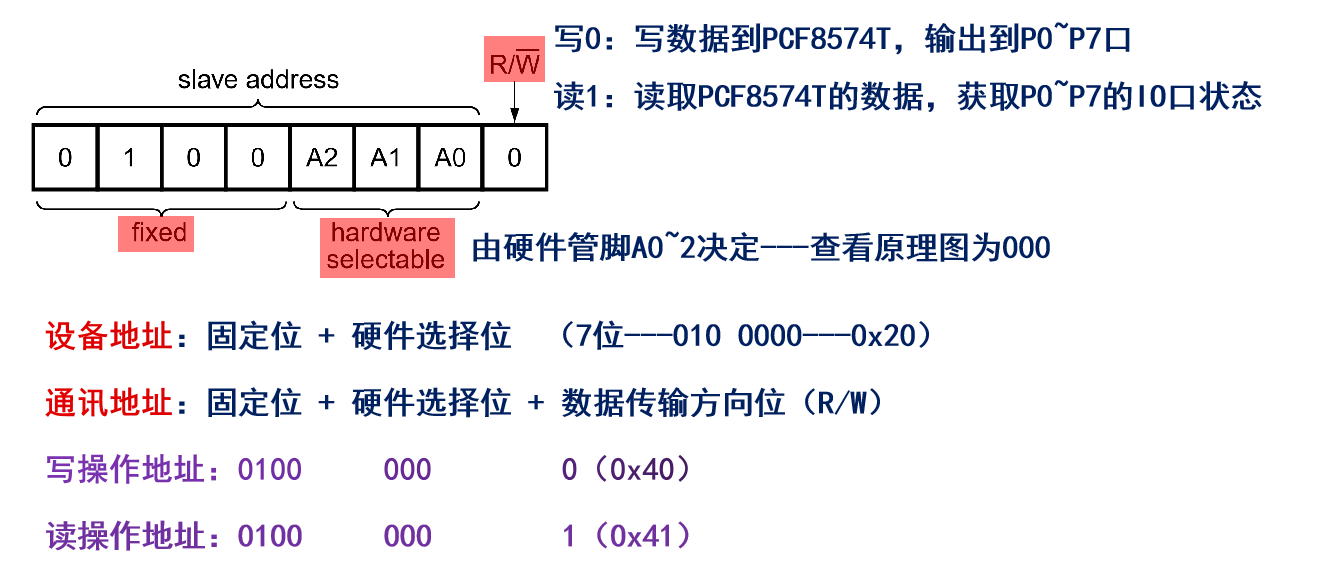 写0：写数据到PCF8574T，输出到P0~P7口
读1：读取PCF8574T的数据，获取P0~P7的IO口状态
R/W̅
slave address
0 1 0 0 A2 A1 A0 0
fixed
hardware
selectable
由硬件管脚A0~2决定---查看原理图为000
设备地址：固定位 + 硬件选择位 （7位---010 0000---0x20）
通讯地址：固定位 + 硬件选择位 + 数据传输方向位（R/W）
写操作地址：0100 000 0（0x40）
读操作地址：0100 000 1（0x41）